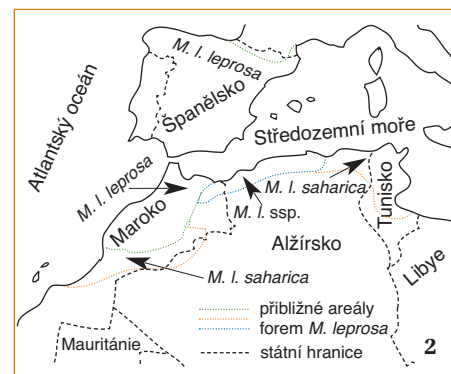 M. l. leprosa
Španělsko
Atlantský oceán
Středozemní moře
M. l. leprosa
M. l. saharica
M. l. ssp.
Tunisko
Maroko
Alžírsko
Libye
M. l. saharica
Mauritánie
přibližné areály
forem M. leprosa
státní hranice
2